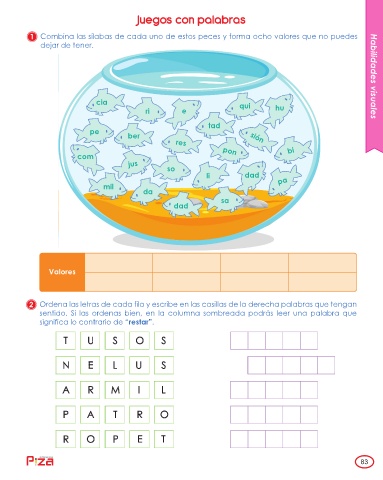 Juegos con palabras
1 Combina las sílabas de cada uno de estos peces y forma ocho valores que no puedes
dejar de tener.
Habilidades visuales
cia
ri
e
qui
hu
pe
ber
tad
sión
res
pon
bi
com
jus
so
li
dad
pa
mil
da
dad
sa
Valores
2 Ordena las letras de cada fila y escribe en las casillas de la derecha palabras que tengan
sentido. Si las ordenas bien, en la columna sombreada podrás leer una palabra que
significa lo contrario de "restar".
T U S O S
N E L U S
A R M I L
P A T R O
R O P E T
Piza
83